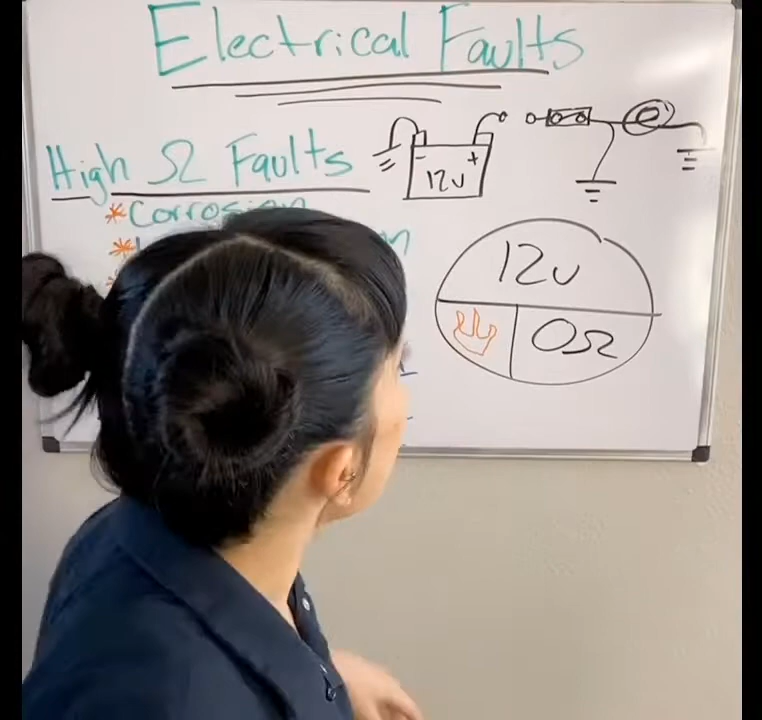 Electrical Faults
High Ω Faults
12v
- +
*Corrosion
*
12v
0Ω